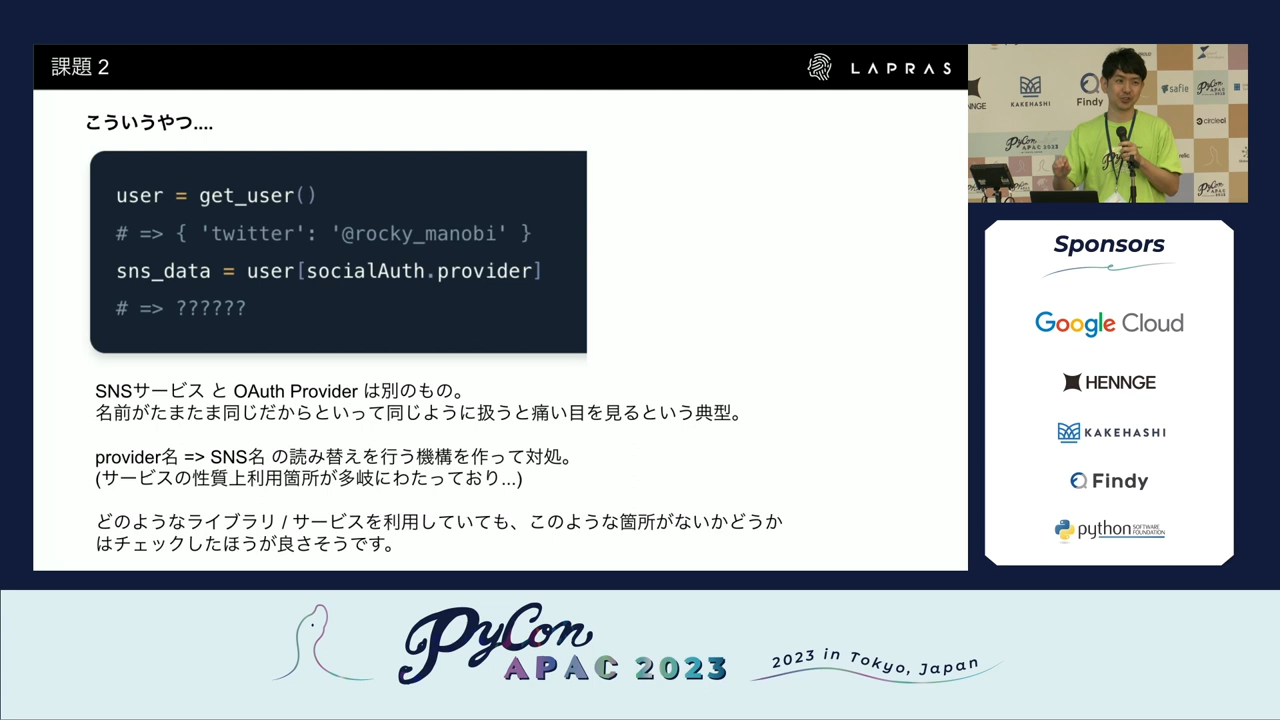 課題 2
LAPRAS
こういうやつ....
user = get_user()
# => { 'twitter': '@rocky_manobi' }
sns_data = user[socialAuth.provider]
# => ??????
SNSサービス と OAuth Provider は別のもの。
名前がたまたま同じだからといって同じように扱うと痛い目を見るという典型。
provider名 => SNS名 の読み替えを行う機構を作って対処。
(サービスの性質上利用箇所が多岐にわたっており...)
どのようなライブラリ / サービスを利用していても、このような箇所がないかどうか
はチェックしたほうが良さそうです。
KAKEHASHI
Findy
safie
circleci
PyCon
APAC 2023
Sponsors
Google Cloud
HENNGE
KAKEHASHI
Findy
python SOFTWARE FOUNDATION
PyCon
APAC 2023
2023 in Tokyo, Japan